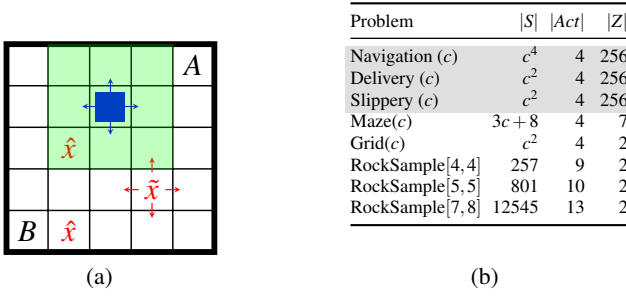 A
x̂
x̃
B
x̂
(a)
Problem |S| |Act| |Z|
Navigation (c) c⁴ 4 256
Delivery (c) c² 4 256
Slippery (c) c² 4 256
Maze(c) 3c + 8 4 7
Grid(c) c² 4 2
RockSample[4,4] 257 9 2
RockSample[5,5] 801 10 2
RockSample[7,8] 12545 13 2
(b)